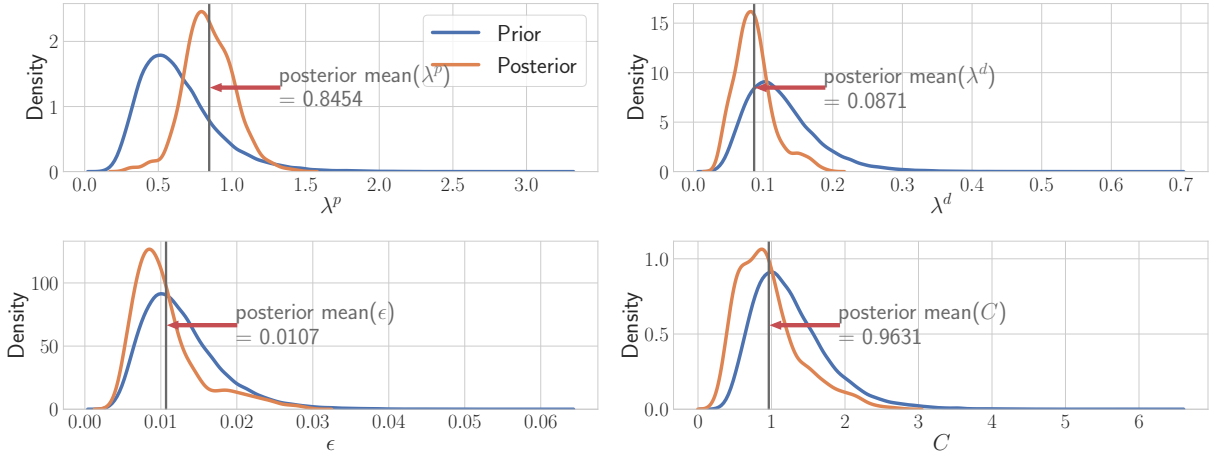 Density
2
1
0
Prior
Posterior
posterior mean(λ^p)
= 0.8454
0.0 0.5 1.0 1.5 2.0 2.5 3.0
λ^p
Density
15
10
5
0
posterior mean(λ^d)
= 0.0871
0.0 0.1 0.2 0.3 0.4 0.5 0.6 0.7
λ^d
Density
100
50
0
posterior mean(ϵ)
= 0.0107
0.00 0.01 0.02 0.03 0.04 0.05 0.06
ϵ
Density
1.0
0.5
0.0
posterior mean(C)
= 0.9631
0 1 2 3 4 5 6
C